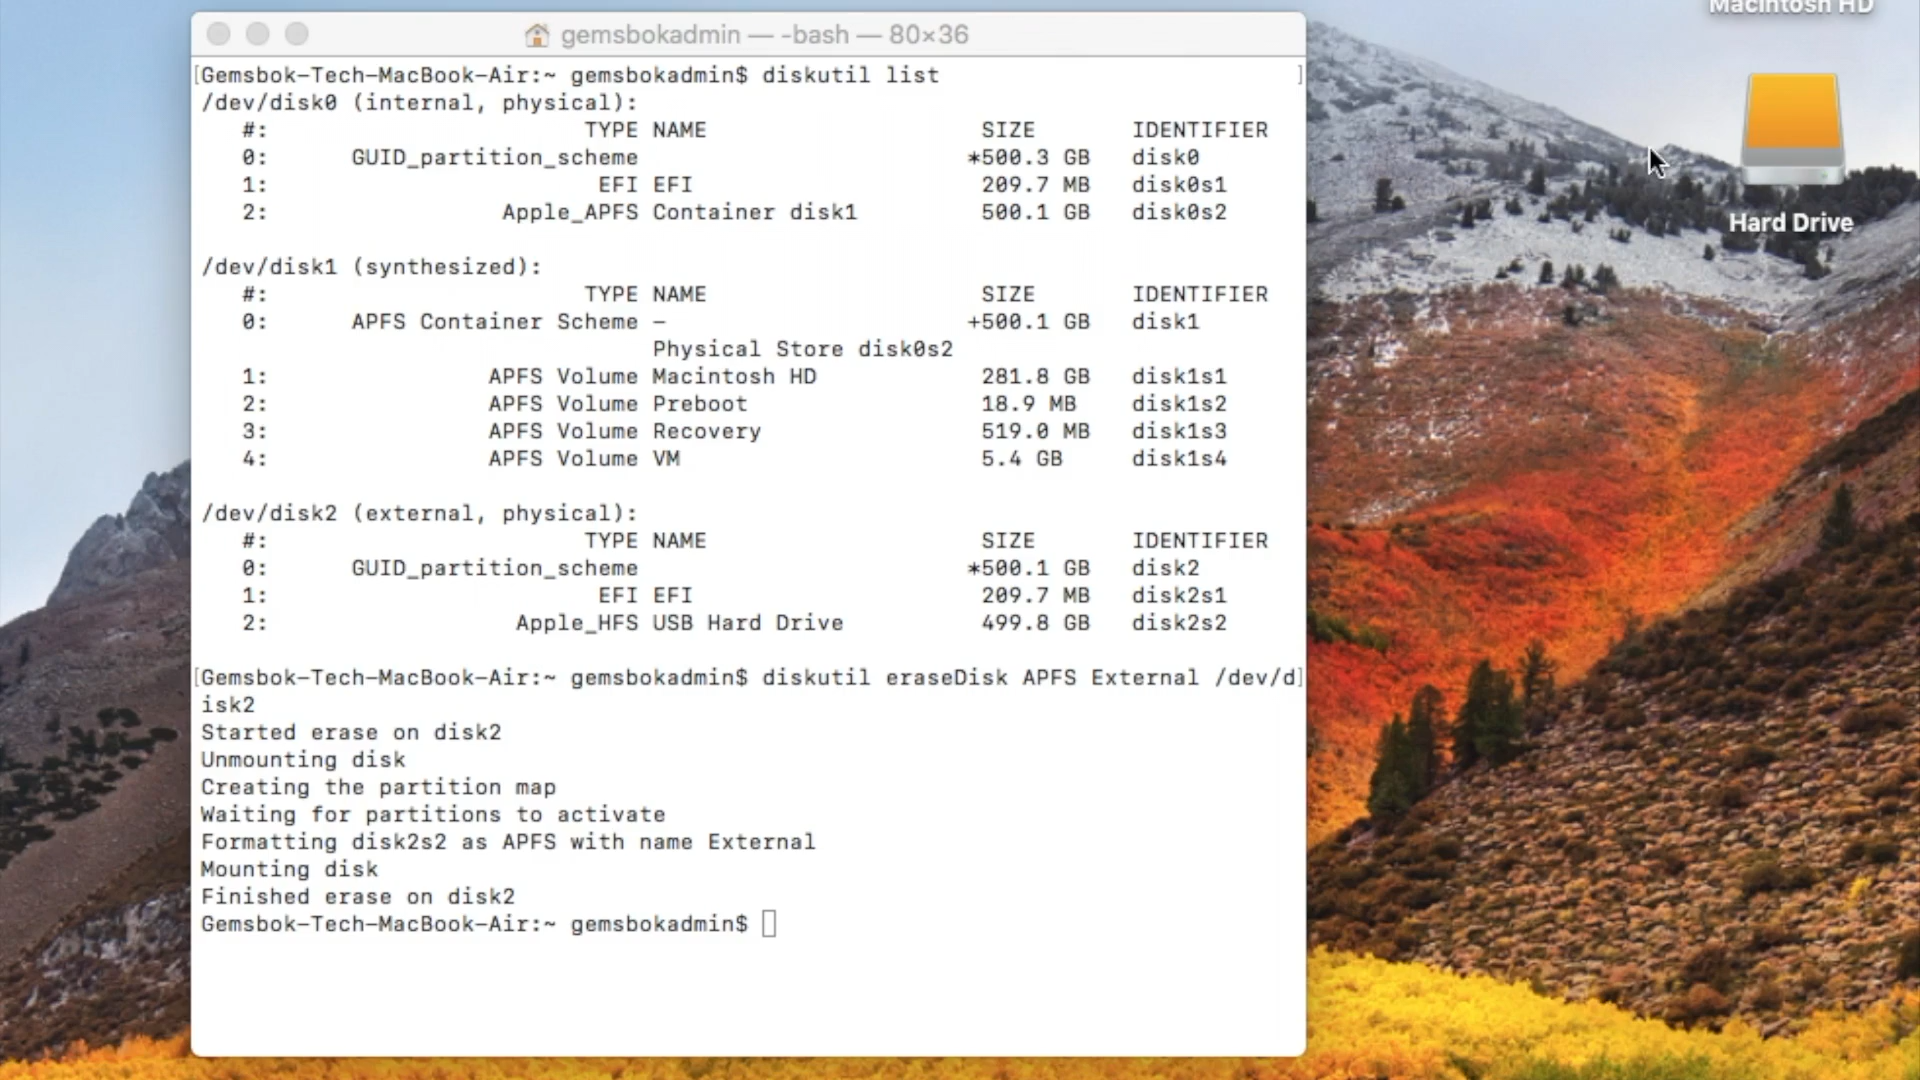 Macintosh HD
gemsbokadmin — -bash — 80×36
[Gemsbok-Tech-MacBook-Air:~ gemsbokadmin$ diskutil list ]
/dev/disk0 (internal, physical):
#: TYPE NAME SIZE IDENTIFIER
0: GUID_partition_scheme *500.3 GB disk0
1: EFI EFI 209.7 MB disk0s1
2: Apple_APFS Container disk1 500.1 GB disk0s2
/dev/disk1 (synthesized):
#: TYPE NAME SIZE IDENTIFIER
0: APFS Container Scheme - +500.1 GB disk1
Physical Store disk0s2
1: APFS Volume Macintosh HD 281.8 GB disk1s1
2: APFS Volume Preboot 18.9 MB disk1s2
3: APFS Volume Recovery 519.0 MB disk1s3
4: APFS Volume VM 5.4 GB disk1s4
/dev/disk2 (external, physical):
#: TYPE NAME SIZE IDENTIFIER
0: GUID_partition_scheme *500.1 GB disk2
1: EFI EFI 209.7 MB disk2s1
2: Apple_HFS USB Hard Drive 499.8 GB disk2s2
[Gemsbok-Tech-MacBook-Air:~ gemsbokadmin$ diskutil eraseDisk APFS External /dev/d]
isk2
Started erase on disk2
Unmounting disk
Creating the partition map
Waiting for partitions to activate
Formatting disk2s2 as APFS with name External
Mounting disk
Finished erase on disk2
Gemsbok-Tech-MacBook-Air:~ gemsbokadmin$
Hard Drive